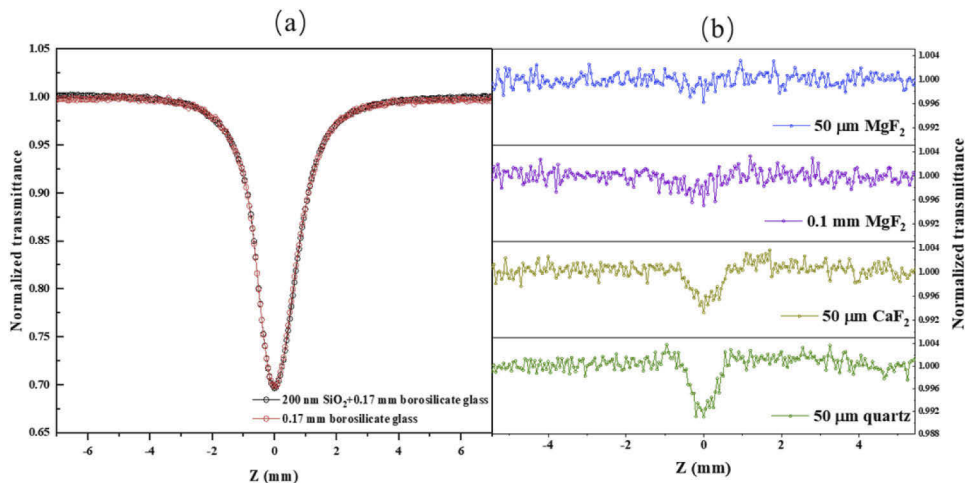 (a)
Normalized transmittance
1.05
1.00
0.95
0.90
0.85
0.80
0.75
0.70
0.65
200 nm SiO₂+0.17 mm borosilicate glass
0.17 mm borosilicate glass
-6 -4 -2 0 2 4 6
Z (mm)
(b)
1.004
1.000
0.996
0.992
50 μm MgF₂
1.004
1.000
0.996
0.992
0.1 mm MgF₂
1.004
1.000
0.996
0.992
50 μm CaF₂
1.004
1.000
0.996
0.992
0.988
50 μm quartz
-4 -2 0 2 4
Z (mm)
Normalized transmittance